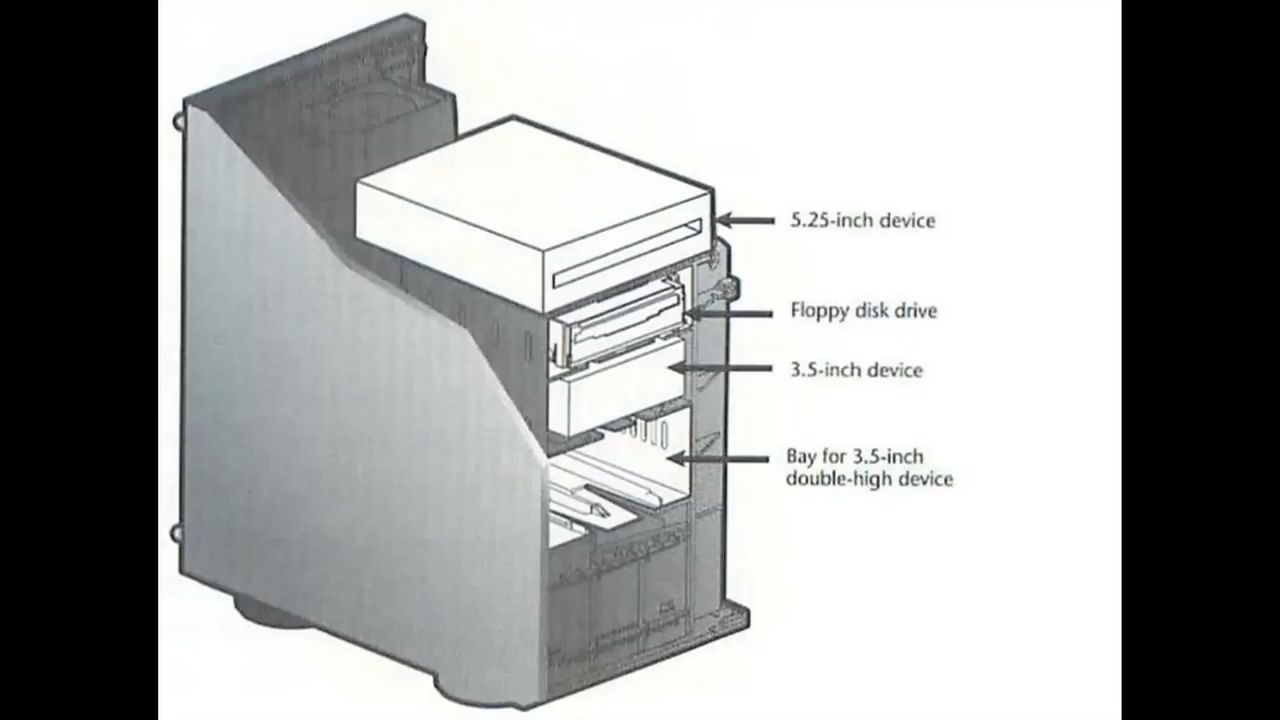 5.25-inch device
Floppy disk drive
3.5-inch device
Bay for 3.5-inch
double-high device